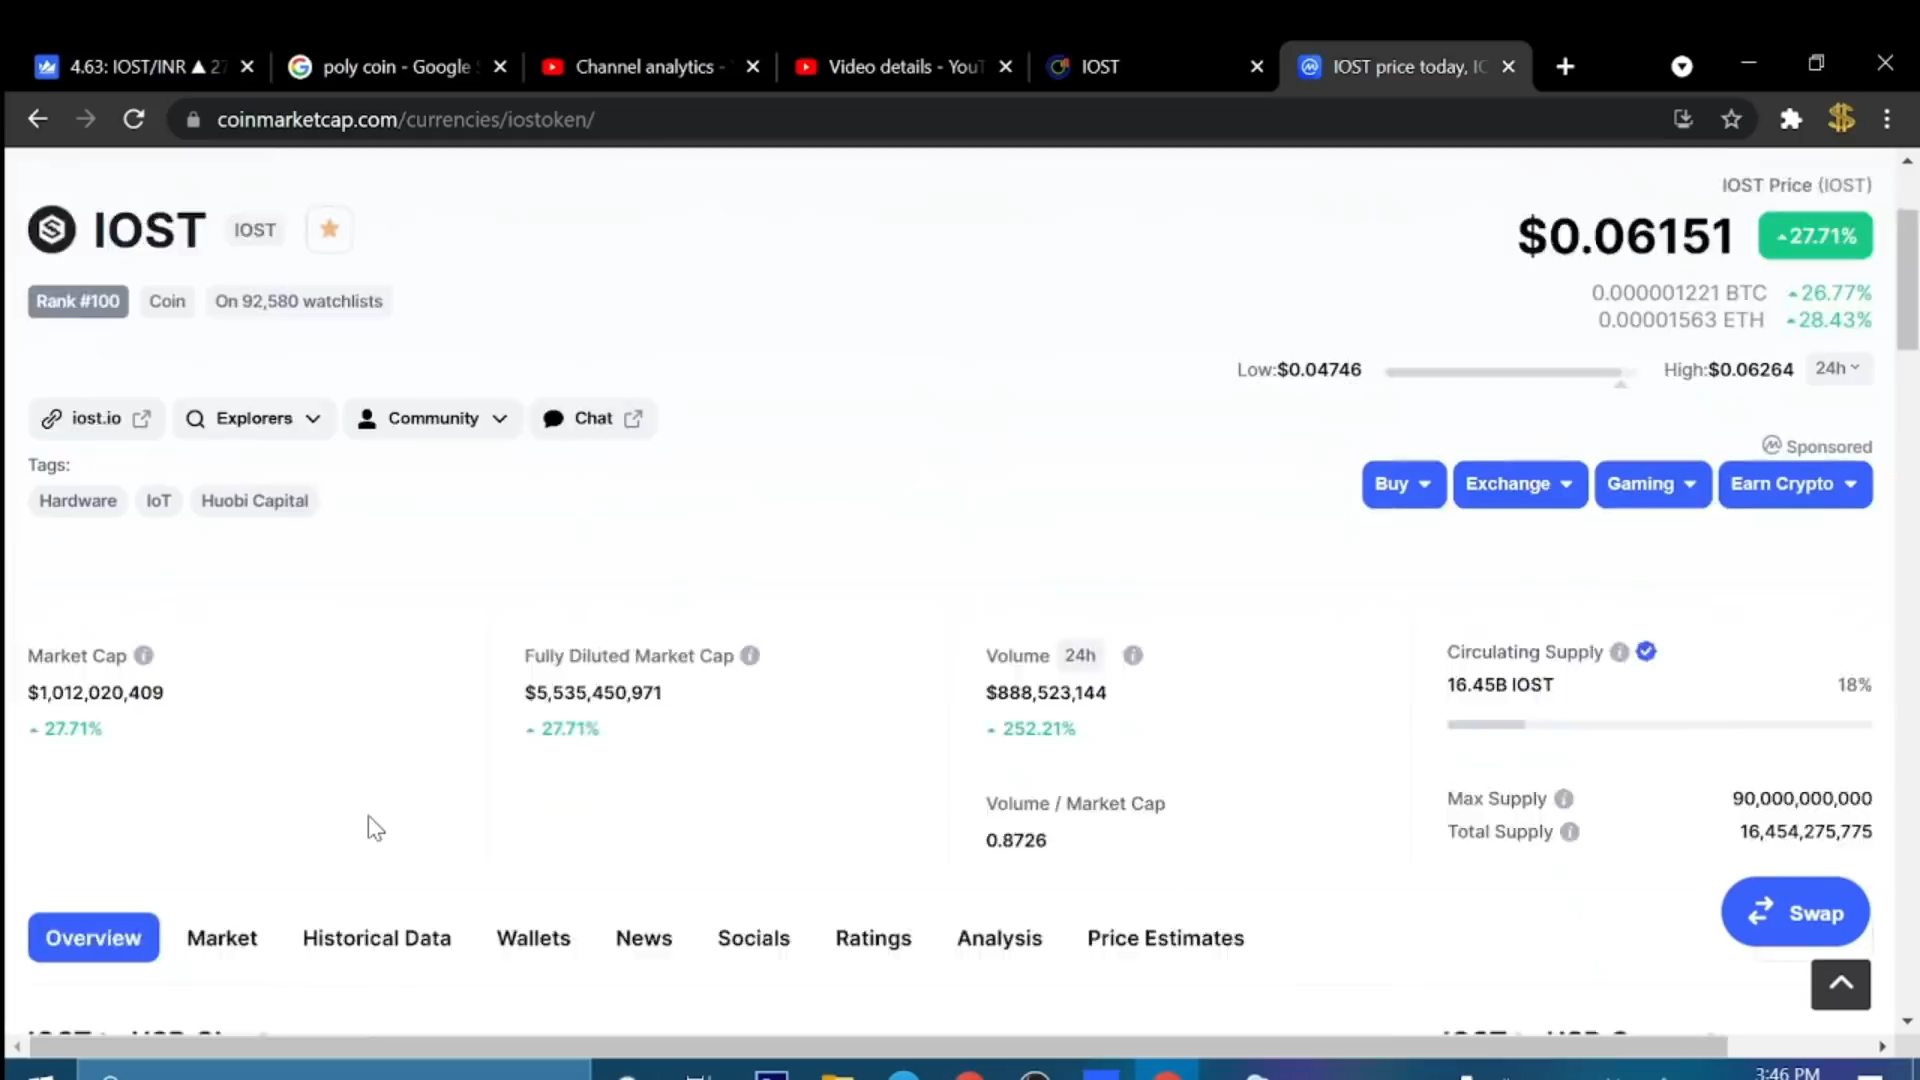 4.63: IOST/INR ▲ 27
poly coin - Google
Channel analytics -
Video details - YouT
IOST
IOST price today, IO
coinmarketcap.com/currencies/iostoken/
IOST Price (IOST)
IOST IOST
$0.06151 27.71%
Rank #100 Coin On 92,580 watchlists
0.000001221 BTC 26.77%
0.00001563 ETH 28.43%
Low:$0.04746 High:$0.06264 24h
iost.io Explorers Community Chat
Sponsored
Tags:
Buy Exchange Gaming Earn Crypto
Hardware IoT Huobi Capital
Market Cap
$1,012,020,409
27.71%
Fully Diluted Market Cap
$5,535,450,971
27.71%
Volume 24h
$888,523,144
252.21%
Volume / Market Cap
0.8726
Circulating Supply
16.45B IOST 18%
Max Supply 90,000,000,000
Total Supply 16,454,275,775
Swap
Overview Market Historical Data Wallets News Socials Ratings Analysis Price Estimates
3:46 PM